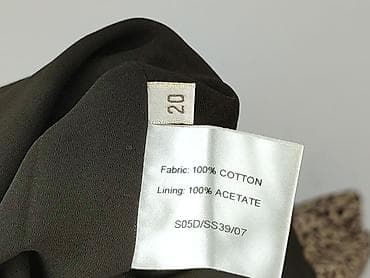 20
Fabric: 100% COTTON
Lining: 100% ACETATE
S05D/SS39/07